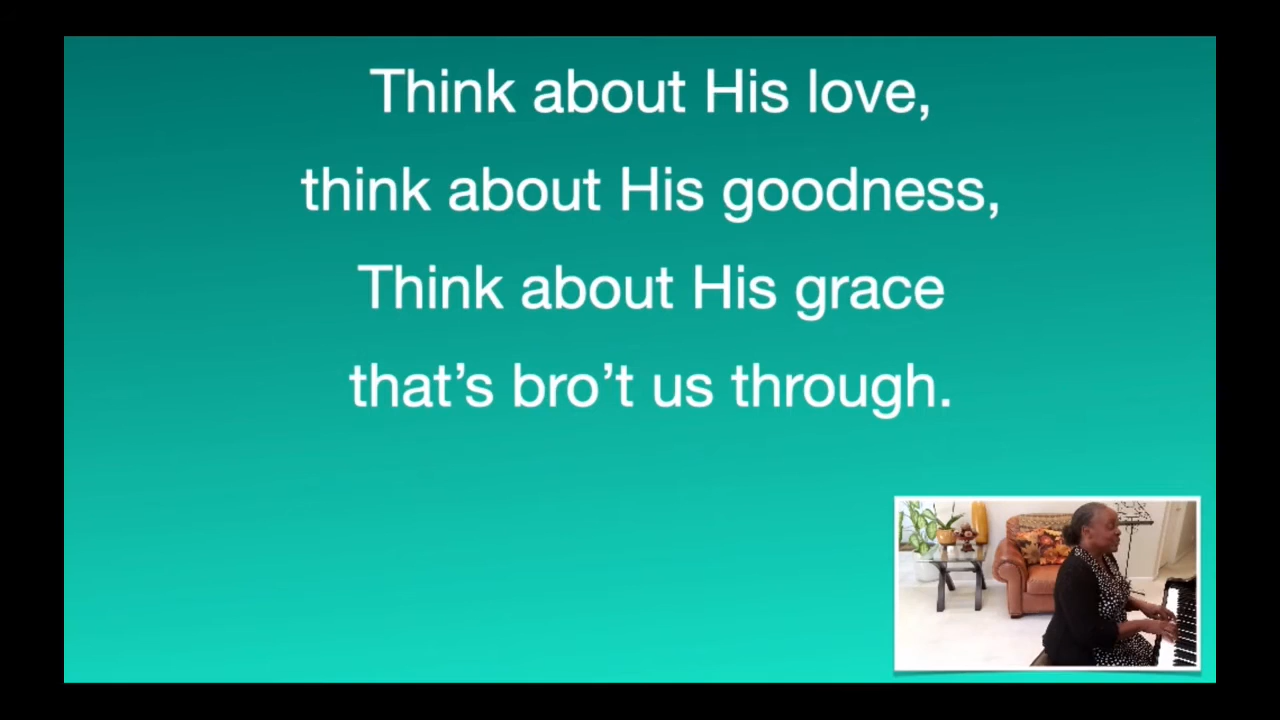 Think about His love,
think about His goodness,
Think about His grace
that’s bro’t us through.